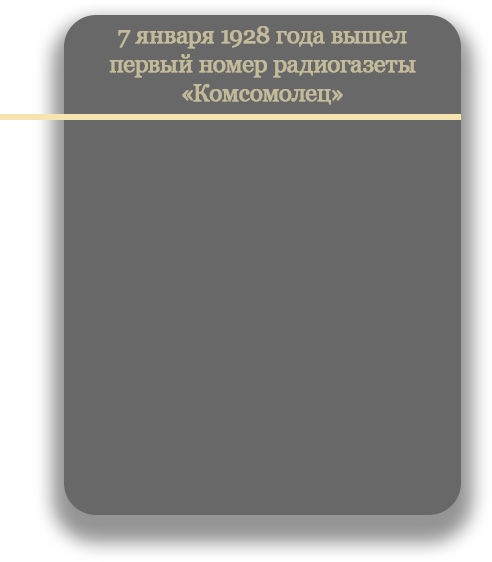 7 января 1928 года вышел
первый номер радиогазеты
«Комсомолец»